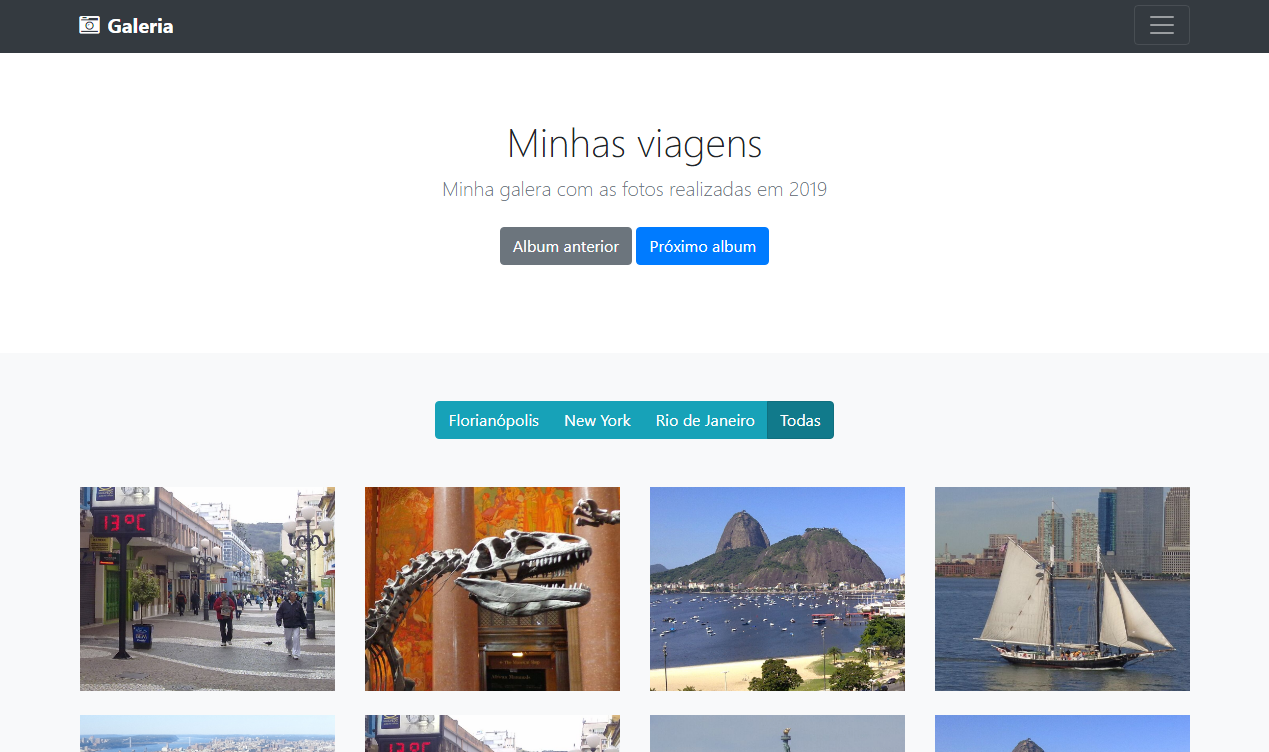 Galeria
Minhas viagens
Minha galera com as fotos realizadas em 2019
Album anterior Próximo album
Florianópolis New York Rio de Janeiro Todas
13°C
13°C